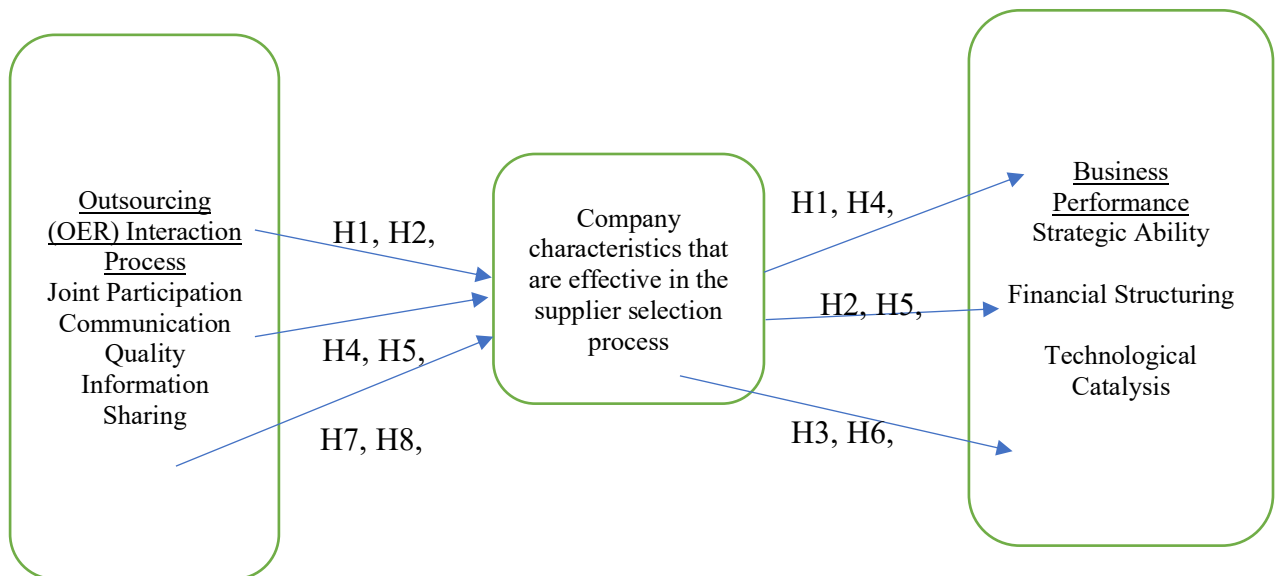 Outsourcing
(OER) Interaction
Process
Joint Participation
Communication
Quality
Information
Sharing
H1, H2,
H4, H5,
H7, H8,
Company
characteristics that
are effective in the
supplier selection
process
H1, H4,
H2, H5,
H3, H6,
Business
Performance
Strategic Ability
Financial Structuring
Technological
Catalysis